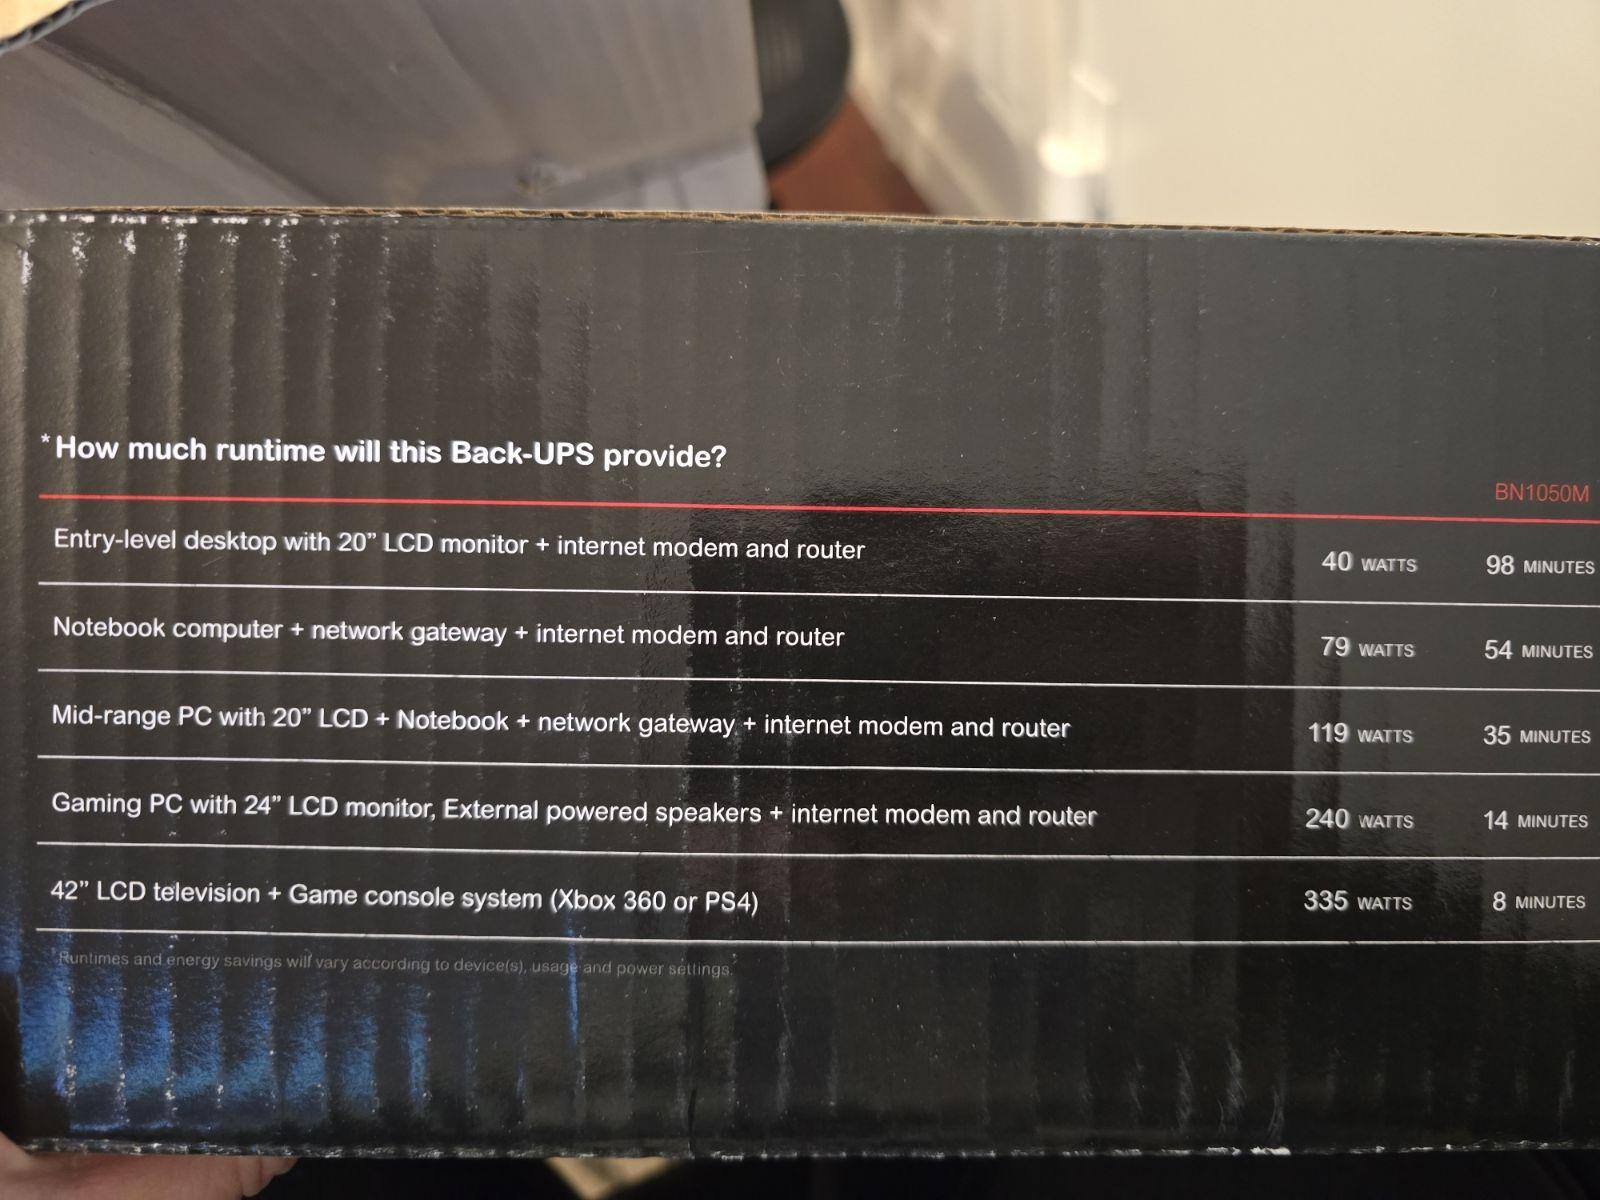 *How much runtime will this Back-UPS provide?
BN1050M
Entry-level desktop with 20” LCD monitor + internet modem and router 40 WATTS 98 MINUTES
Notebook computer + network gateway + internet modem and router 79 WATTS 54 MINUTES
Mid-range PC with 20” LCD + Notebook + network gateway + internet modem and router 119 WATTS 35 MINUTES
Gaming PC with 24” LCD monitor, External powered speakers + internet modem and router 240 WATTS 14 MINUTES
42” LCD television + Game console system (Xbox 360 or PS4) 335 WATTS 8 MINUTES
*Runtimes and energy savings will vary according to device(s), usage and power settings.